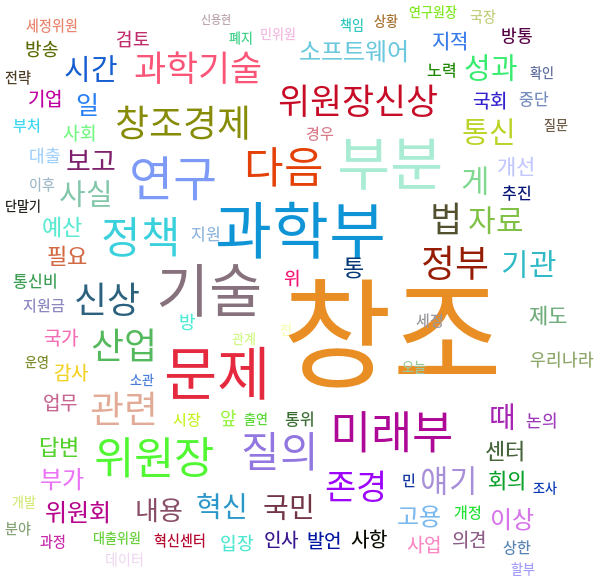 신용현 연구원장 국장
세정위원 책임 상황
방송 검토 폐지 민위원 지적 방통
소프트웨어
전략 시간 과학기술 노력 성과 확인
기업 일 창조경제 위원장신상 국회 중단
부처 사회 경우 통신 질문
대출 보고 연구 다음 부분 개선
이후 사실 게 추진
단말기 예산 정책 지원 과학부 법 자료
필요 통 정부 기관
통신비 위
지원금 신상 기술 창조 제도
방 세정
국가 산업 관계 우리나라
운영 감사 소관 문제 오늘
업무 관련 시장 앞 출연 통위 미래부 때 논의
답변 위원장 질의 센터
부가 존경 민 얘기 회의 조사
개발 위원회 내용 혁신 국민 고용 개정 이상
분야
과정 대출위원 혁신센터 입장 인사 발언 사항 사업 의견 상한
데이터 할부